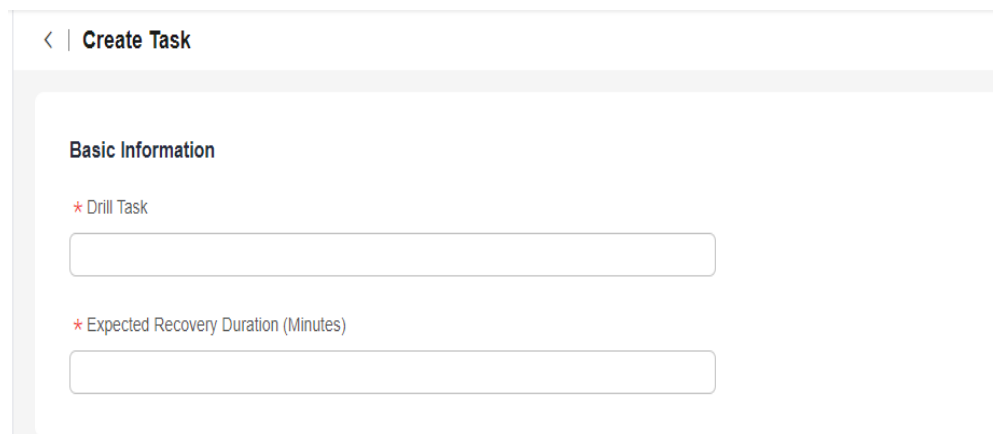 < | Create Task
Basic Information
* Drill Task
* Expected Recovery Duration (Minutes)